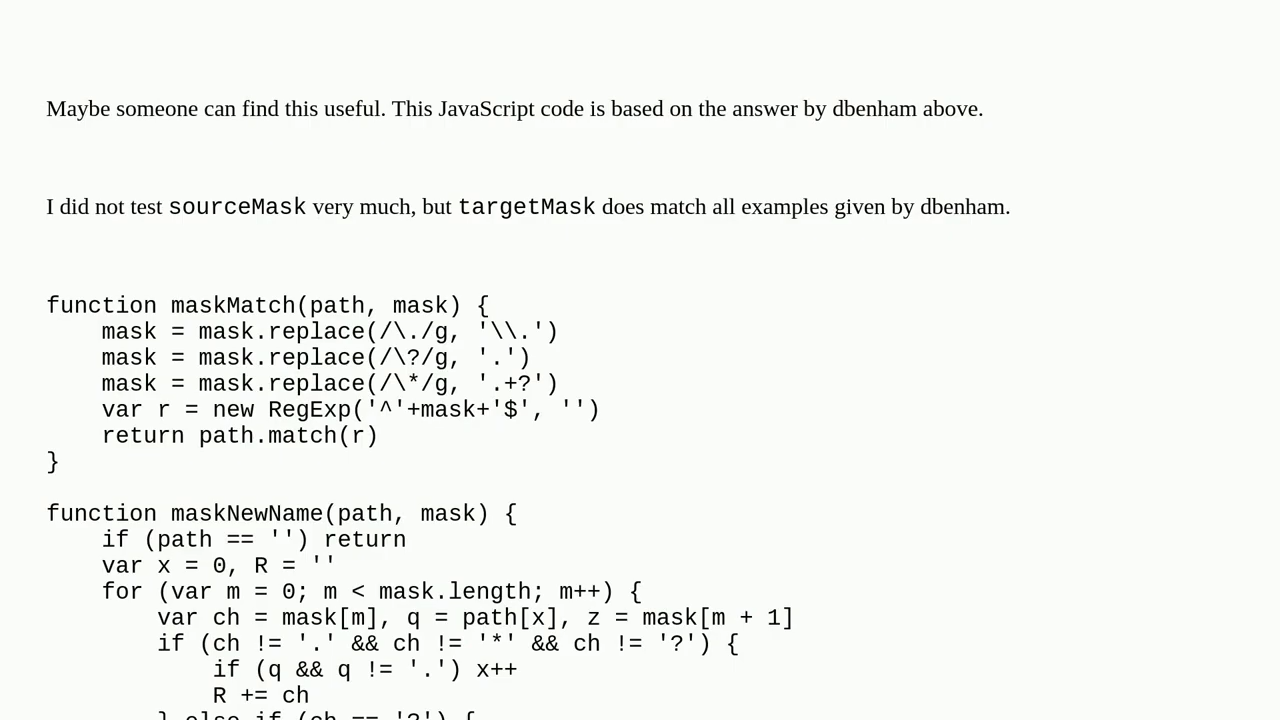 Maybe someone can find this useful. This JavaScript code is based on the answer by dbenham above.
I did not test sourceMask very much, but targetMask does match all examples given by dbenham.
function maskMatch(path, mask) {
    mask = mask.replace(/\./g, '\\.')
    mask = mask.replace(/\?/g, '.')
    mask = mask.replace(/\*/g, '.+?')
    var r = new RegExp('^'+mask+'$', '')
    return path.match(r)
}
function maskNewName(path, mask) {
    if (path == '') return
    var x = 0, R = ''
    for (var m = 0; m < mask.length; m++) {
        var ch = mask[m], q = path[x], z = mask[m + 1]
        if (ch != '.' && ch != '*' && ch != '?') {
            if (q && q != '.') x++
            R += ch
        } else if (ch == '?') {